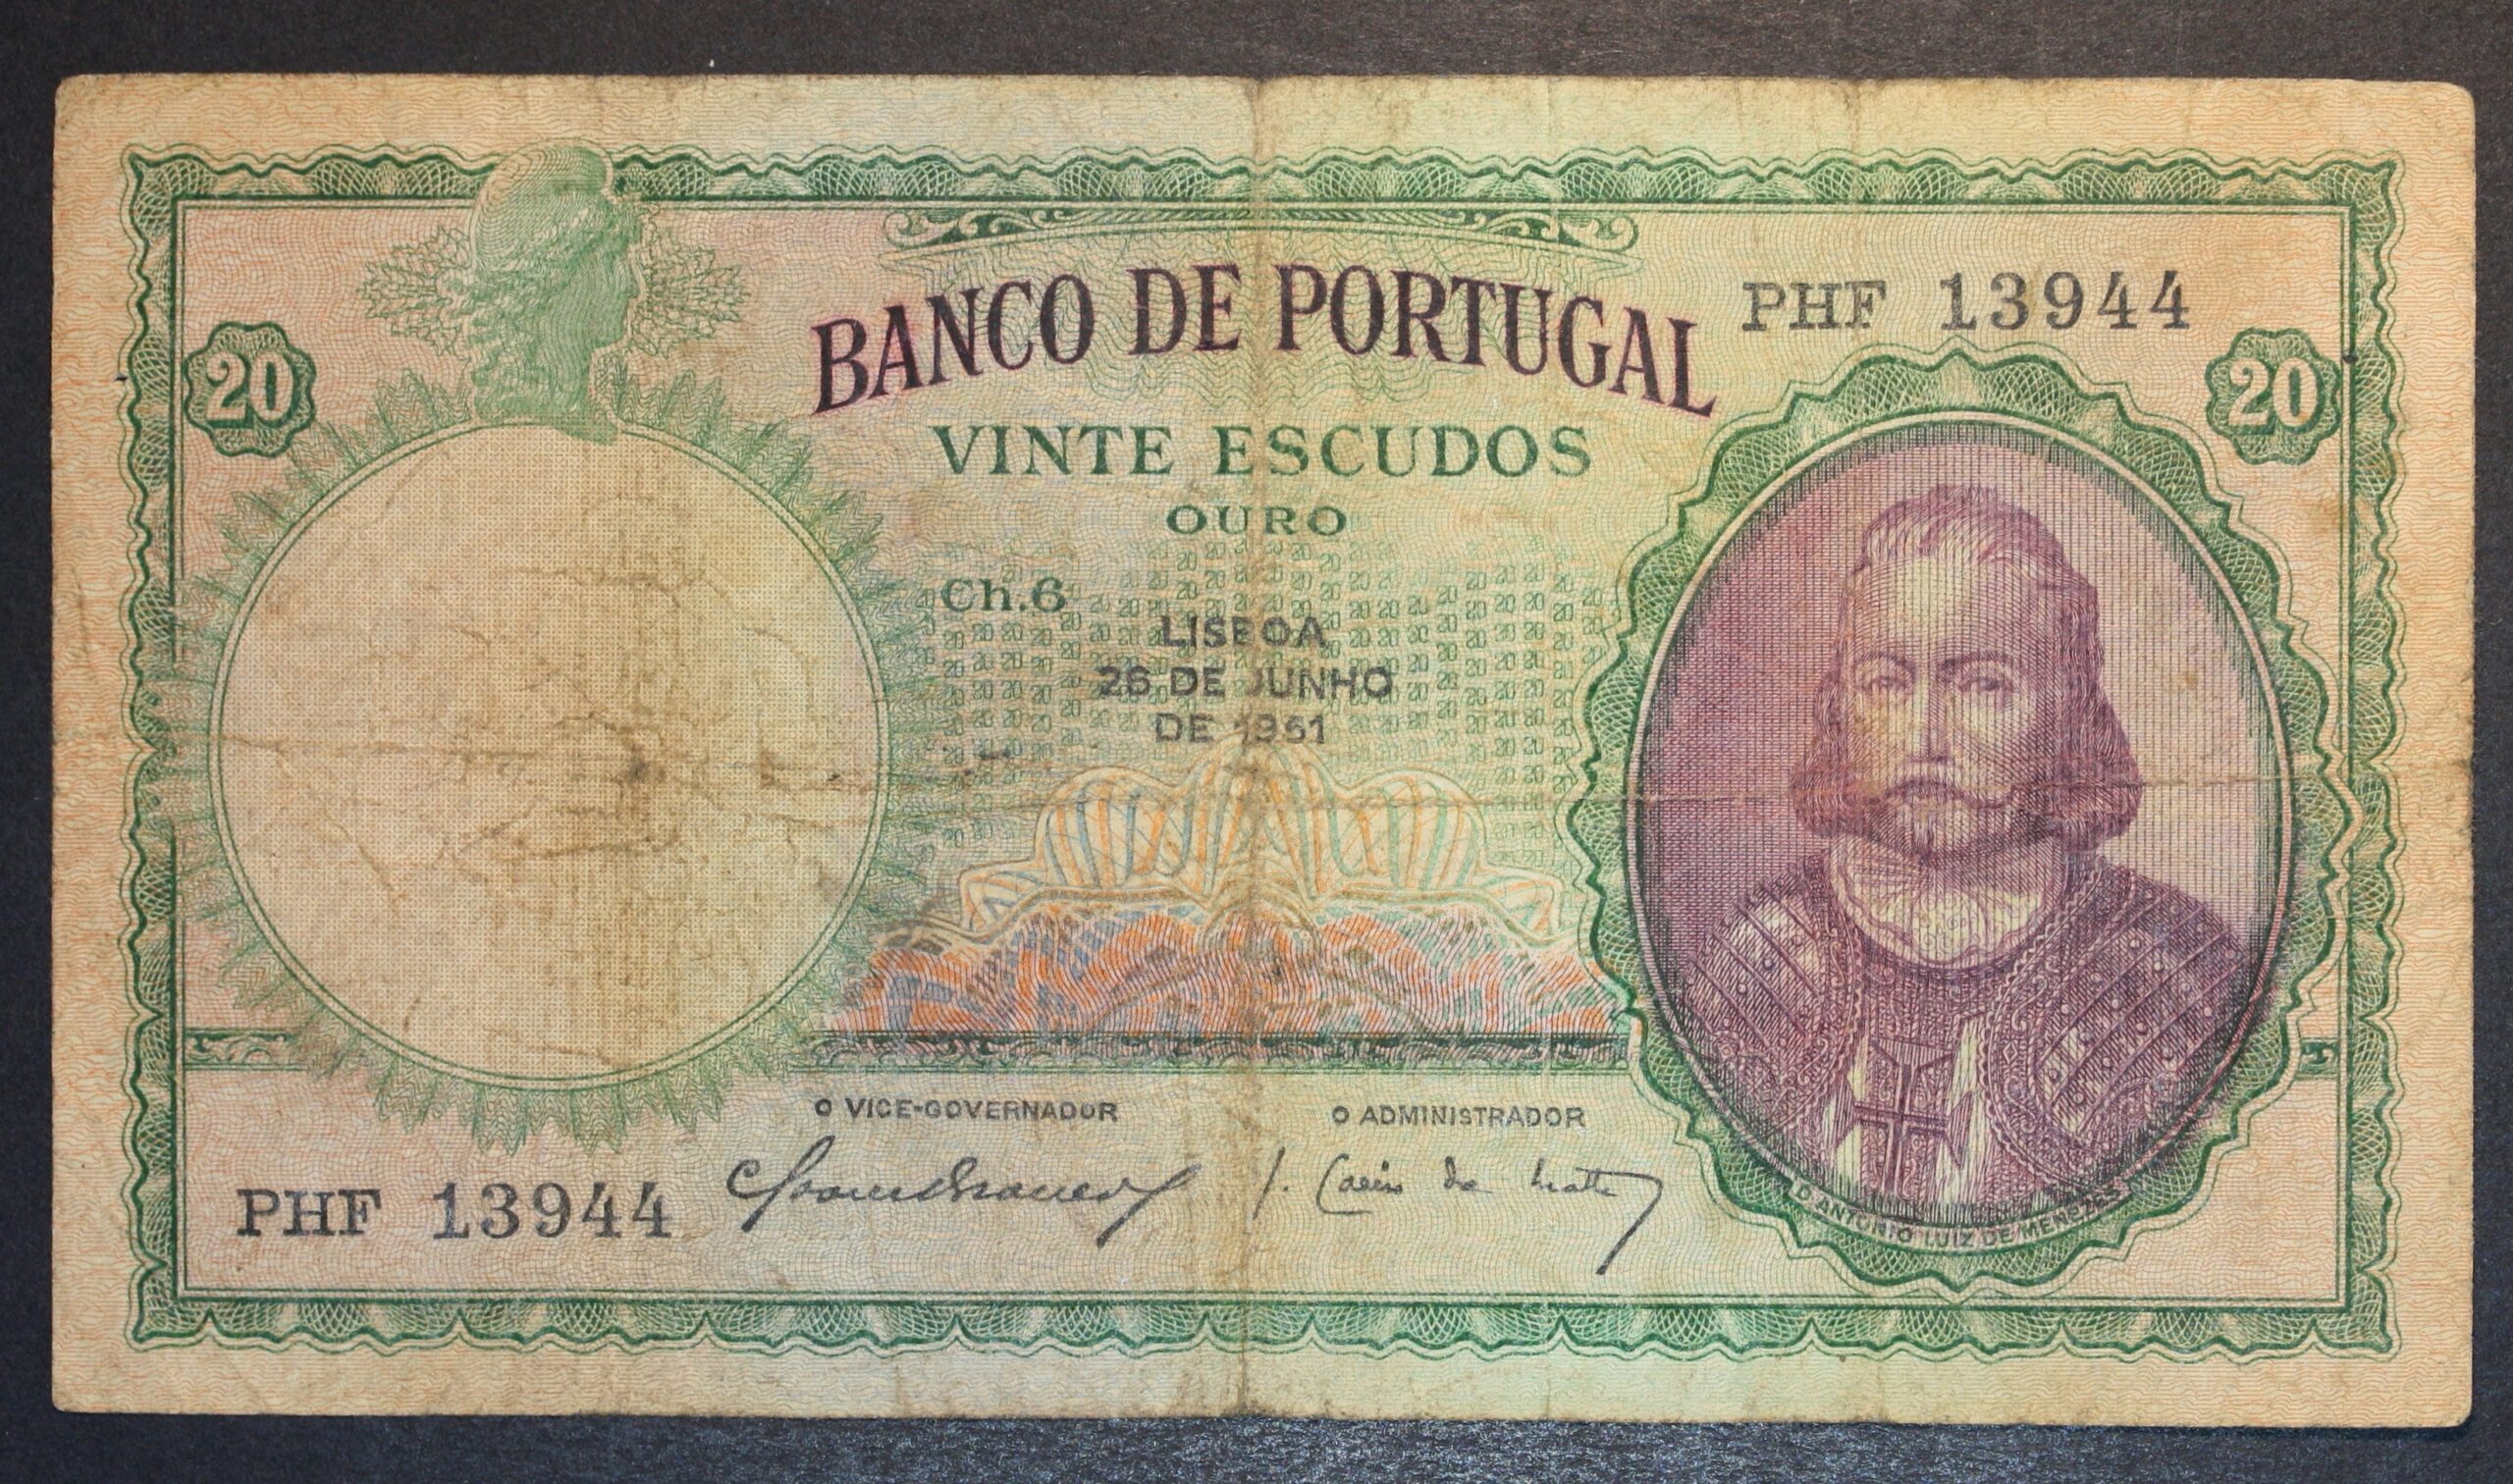 BANCO DE PORTUGAL
PHF 13944
20
20
VINTE ESCUDOS
OURO
Ch.6
LISBOA
26 DE JUNHO
DE 1951
O VICE-GOVERNADOR
O ADMINISTRADOR
PHF 13944
D. ANTONIO LUIZ DE MENEZES